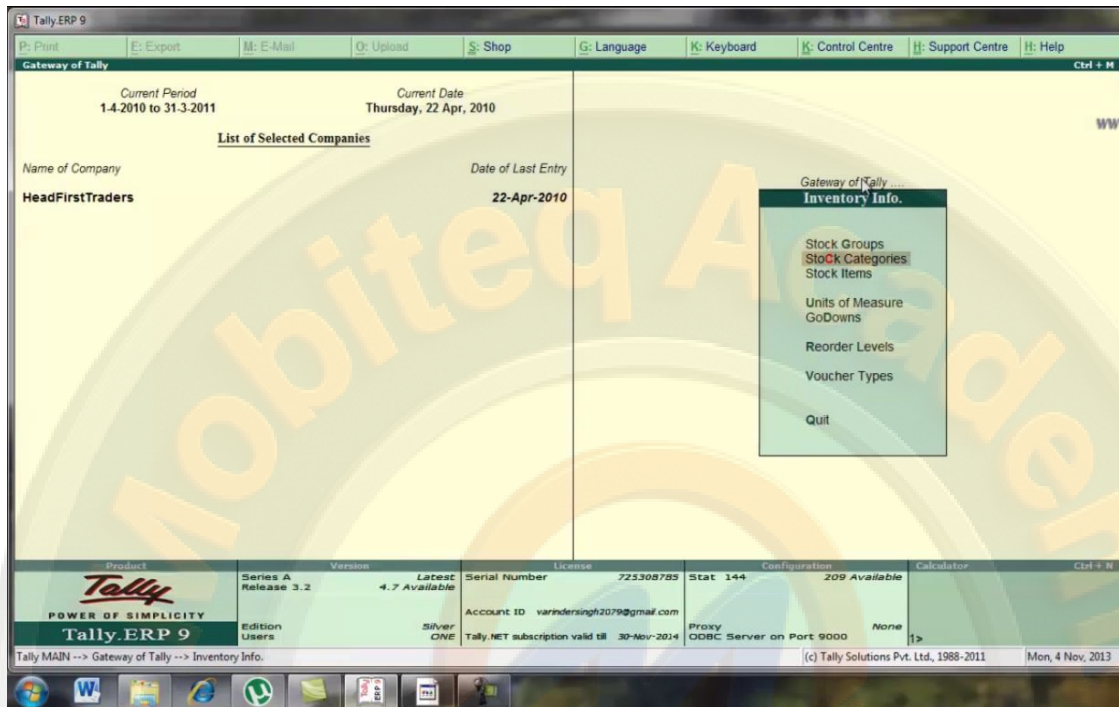 Tally.ERP 9
P: Print E: Export M: E-Mail O: Upload S: Shop G: Language K: Keyboard K: Control Centre H: Support Centre H: Help
Gateway of Tally Ctrl + M
Current Period Current Date
1-4-2010 to 31-3-2011 Thursday, 22 Apr, 2010
List of Selected Companies
Name of Company Date of Last Entry
HeadFirstTraders 22-Apr-2010
Gateway of Tally ....
Inventory Info.
Stock Groups
StoCk Categories
Stock Items
Units of Measure
GoDowns
Reorder Levels
Voucher Types
Quit
Mobiteq Academ
Product Version License Configuration Calculator Ctrl + N
Tally
POWER OF SIMPLICITY
Tally.ERP 9
Series A Latest
Release 3.2 4.7 Available
Edition Silver
Users ONE
Serial Number 725308785
Account ID varindersingh2079@gmail.com
Tally.NET subscription valid till 30-Nov-2014
Stat 144 209 Available
Proxy None
ODBC Server on Port 9000
1>
Tally MAIN --> Gateway of Tally --> Inventory Info. (c) Tally Solutions Pvt. Ltd., 1988-2011 Mon, 4 Nov, 2013